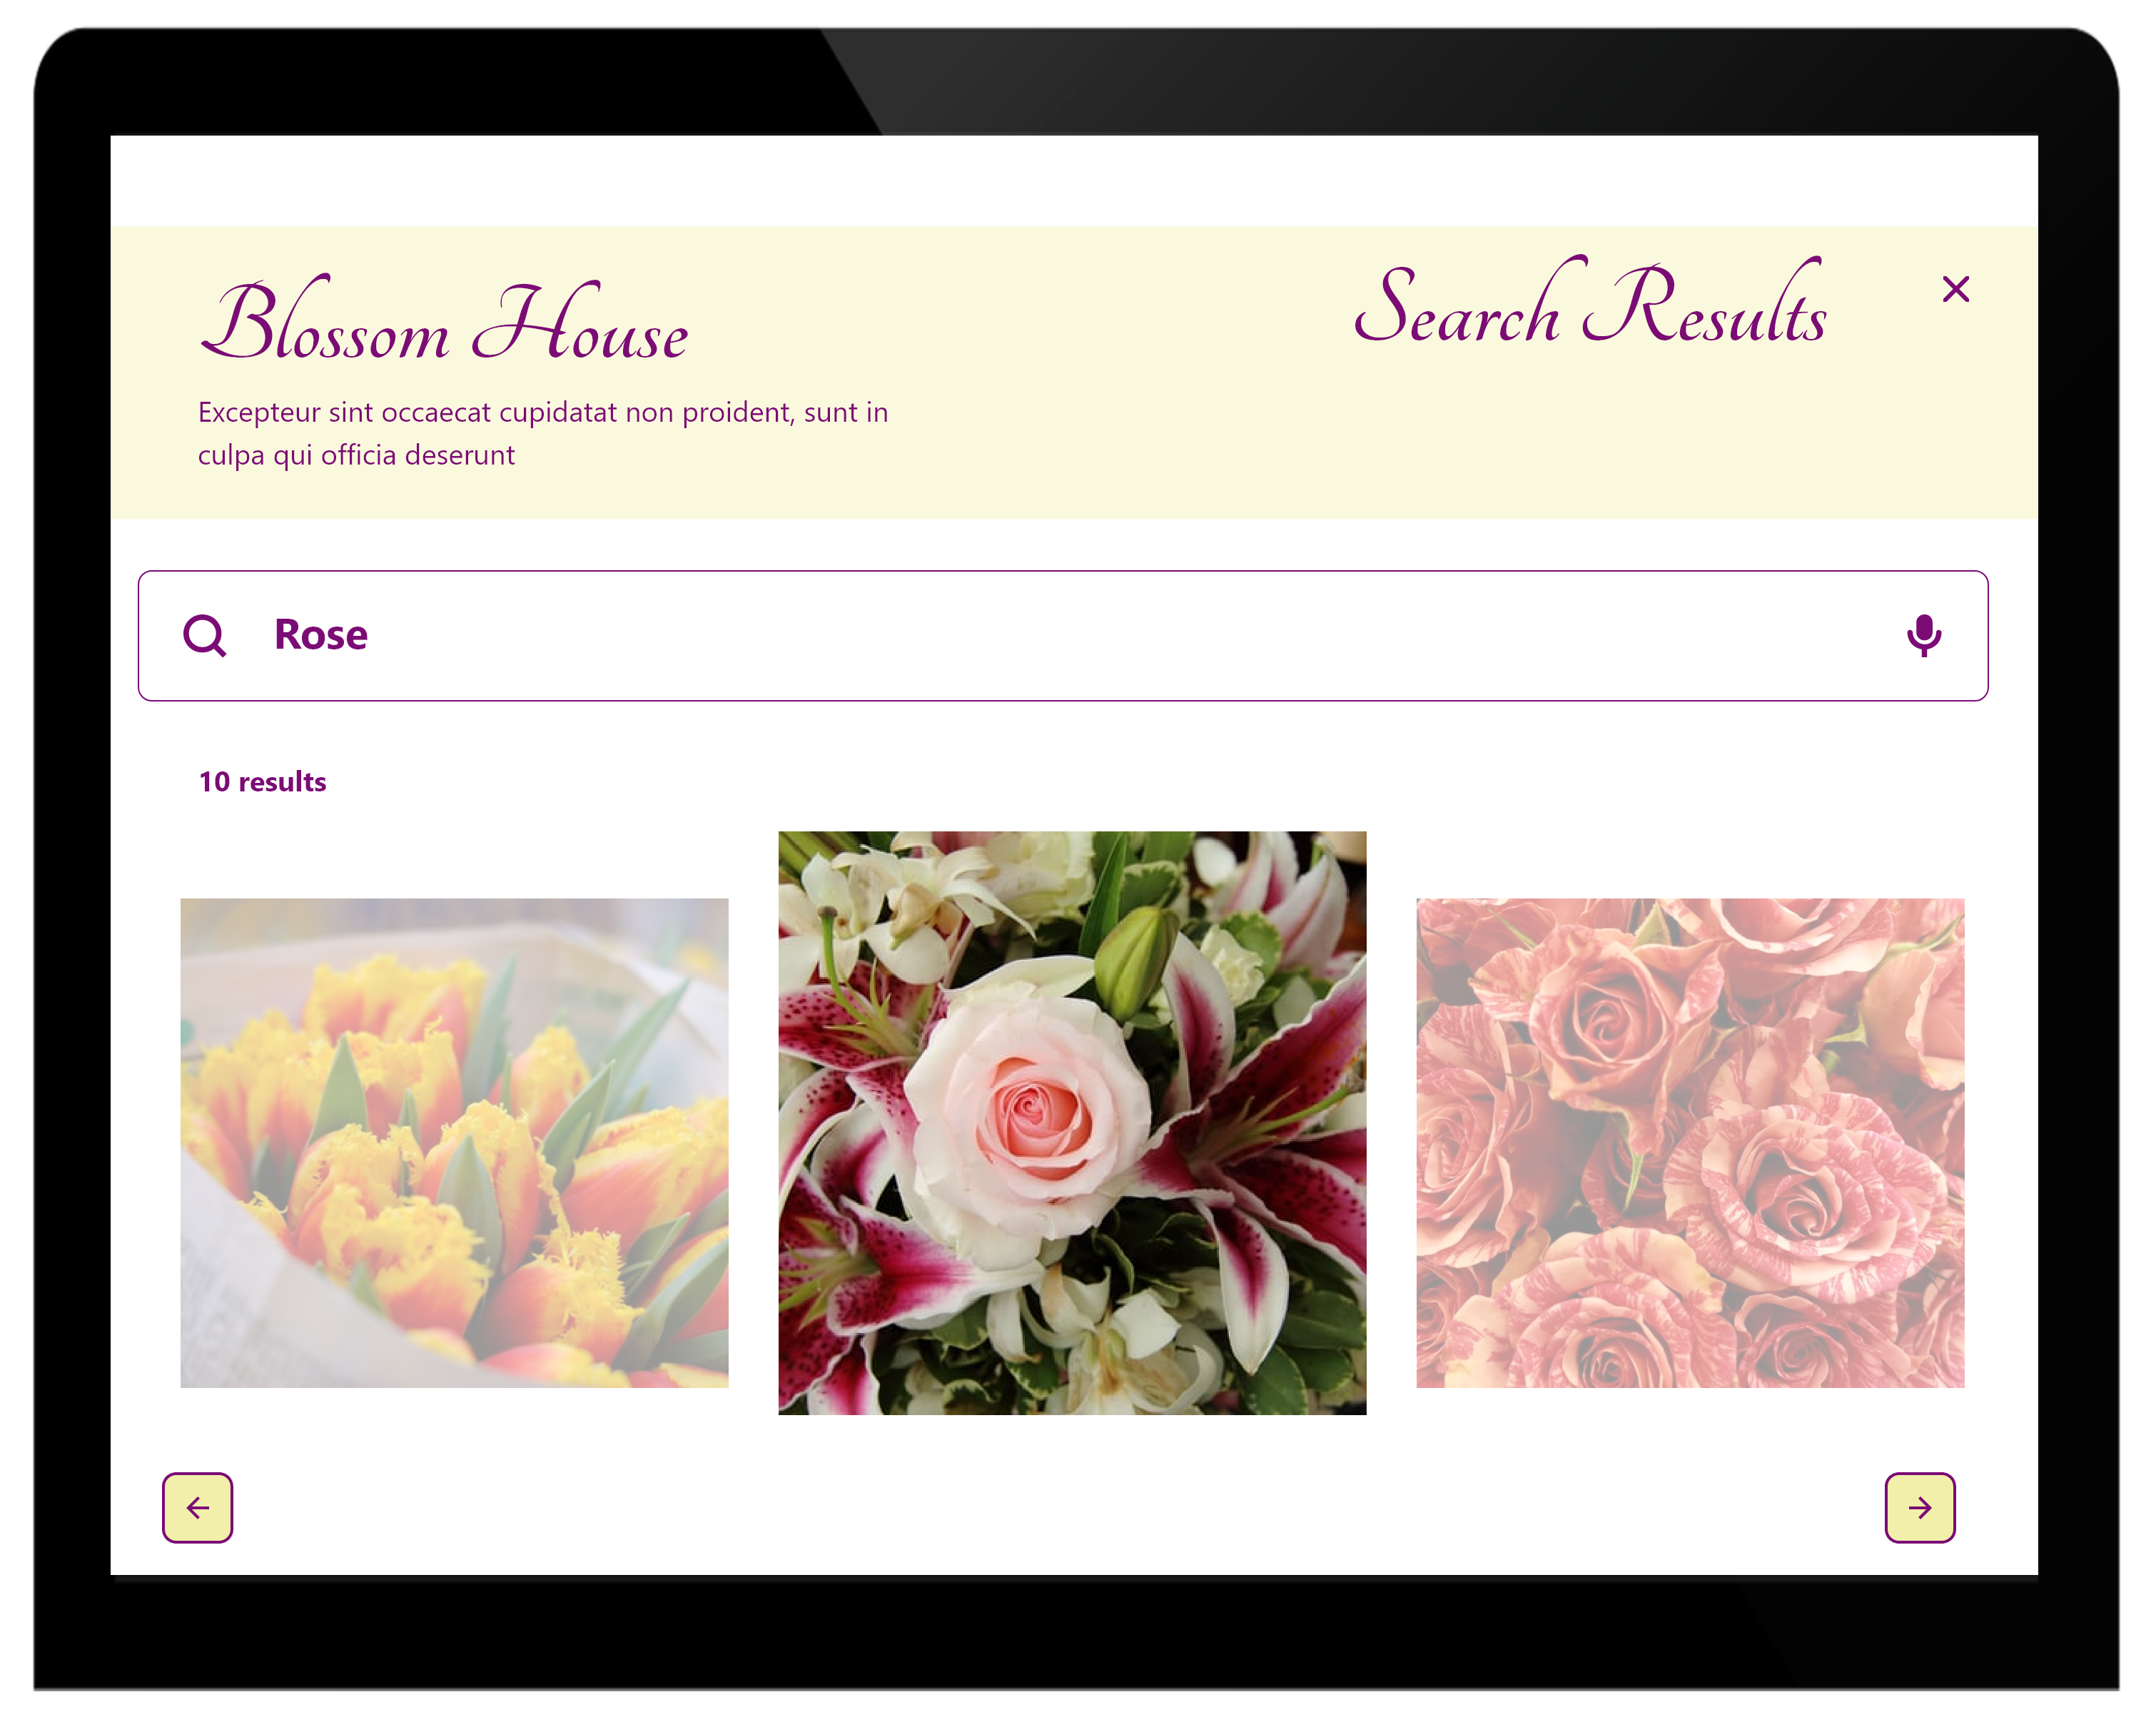 Blossom House
Search Results
Excepteur sint occaecat cupidatat non proident, sunt in
culpa qui officia deserunt
Rose
10 results